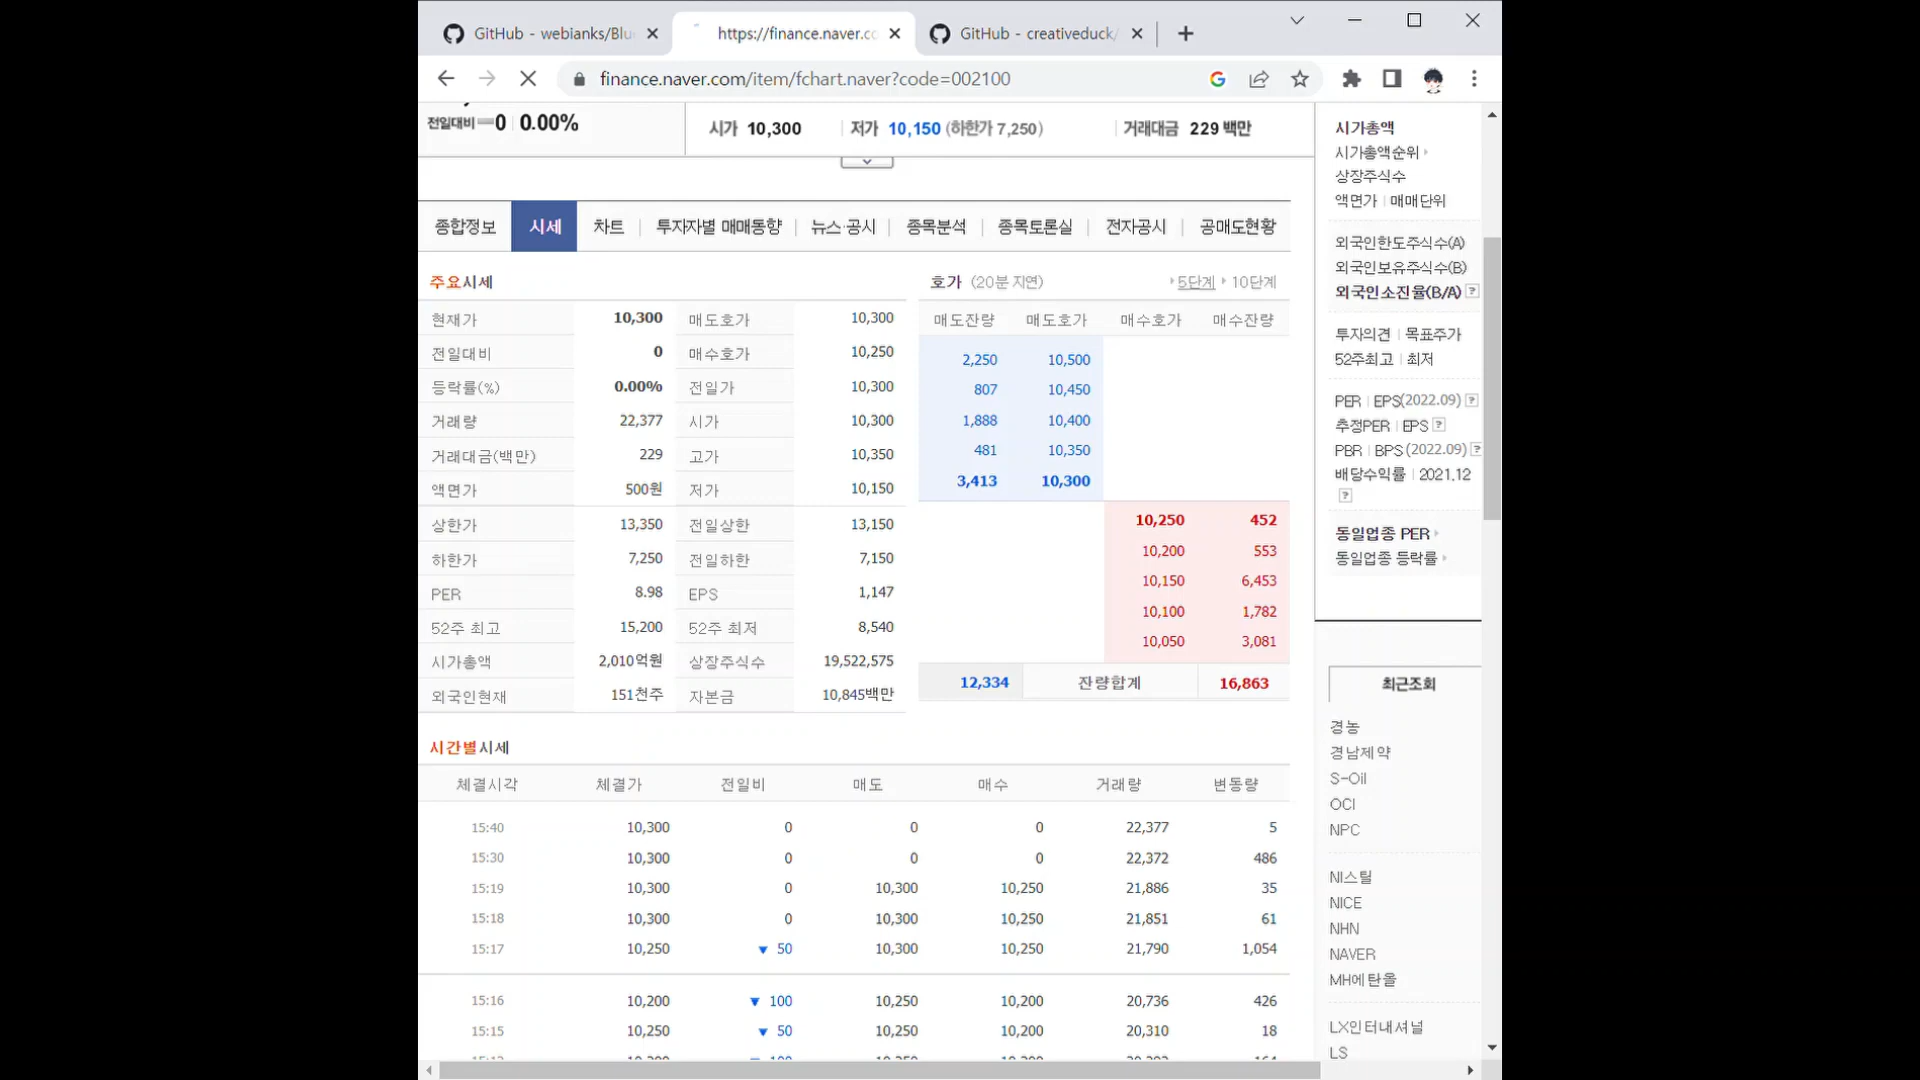 GitHub - webianks/Blu
https://finance.naver.co
GitHub - creativeduck/
finance.naver.com/item/fchart.naver?code=002100
전일대비 0 0.00%
시가 10,300 저가 10,150 (하한가 7,250) 거래대금 229 백만
종합정보 시세 차트 투자자별 매매동향 뉴스·공시 종목분석 종목토론실 전자공시 공매도현황
주요시세
현재가 10,300 매도호가 10,300
전일대비 0 매수호가 10,250
등락률(%) 0.00% 전일가 10,300
거래량 22,377 시가 10,300
거래대금(백만) 229 고가 10,350
액면가 500원 저가 10,150
상한가 13,350 전일상한 13,150
하한가 7,250 전일하한 7,150
PER 8.98 EPS 1,147
52주 최고 15,200 52주 최저 8,540
시가총액 2,010억원 상장주식수 19,522,575
외국인현재 151천주 자본금 10,845백만
호가 (20분 지연) 5단계 10단계
매도잔량 매도호가 매수호가 매수잔량
2,250 10,500
807 10,450
1,888 10,400
481 10,350
3,413 10,300
10,250 452
10,200 553
10,150 6,453
10,100 1,782
10,050 3,081
12,334 잔량합계 16,863
시간별시세
체결시각 체결가 전일비 매도 매수 거래량 변동량
15:40 10,300 0 0 0 22,377 5
15:30 10,300 0 0 0 22,372 486
15:19 10,300 0 10,300 10,250 21,886 35
15:18 10,300 0 10,300 10,250 21,851 61
15:17 10,250 ▼ 50 10,300 10,250 21,790 1,054
15:16 10,200 ▼ 100 10,250 10,200 20,736 426
15:15 10,250 ▼ 50 10,250 10,200 20,310 18
시가총액
시가총액순위
상장주식수
액면가 | 매매단위
외국인한도주식수(A)
외국인보유주식수(B)
외국인소진율(B/A) ?
투자의견 | 목표주가
52주최고 | 최저
PER | EPS(2022.09) ?
추정PER | EPS ?
PBR | BPS (2022.09) ?
배당수익률 | 2021.12
?
동일업종 PER
동일업종 등락률
최근조회
경농
경남제약
S-Oil
OCI
NPC
NI스틸
NICE
NHN
NAVER
MH에탄올
LX인터내셔널
LS